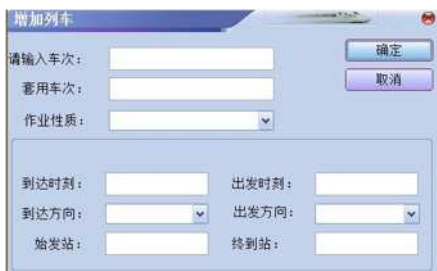 增加列车
请输入车次：
确定
套用车次：
取消
作业性质：
到达时刻： 出发时刻：
到达方向： 出发方向：
始发站： 终到站：